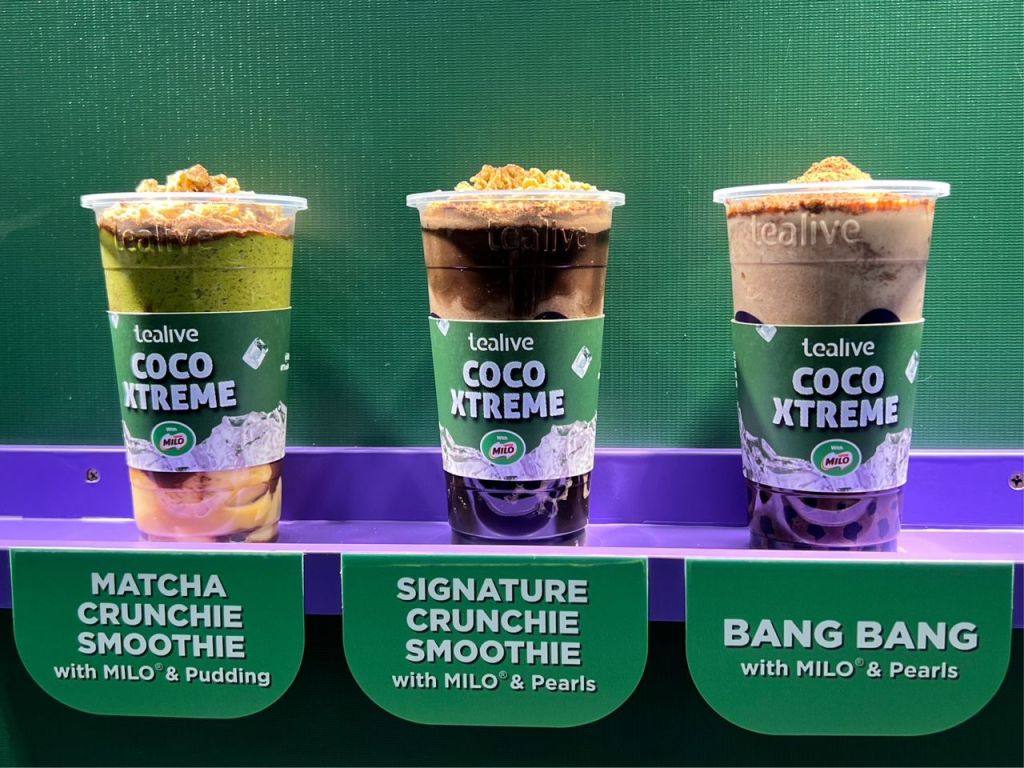 tealive
tealive
COCO
XTREME
With
MILO
tealive
tealive
COCO
XTREME
With
MILO
tealive
tealive
COCO
XTREME
With
MILO
MATCHA
CRUNCHIE
SMOOTHIE
with MILO® & Pudding
SIGNATURE
CRUNCHIE
SMOOTHIE
with MILO® & Pearls
BANG BANG
with MILO® & Pearls